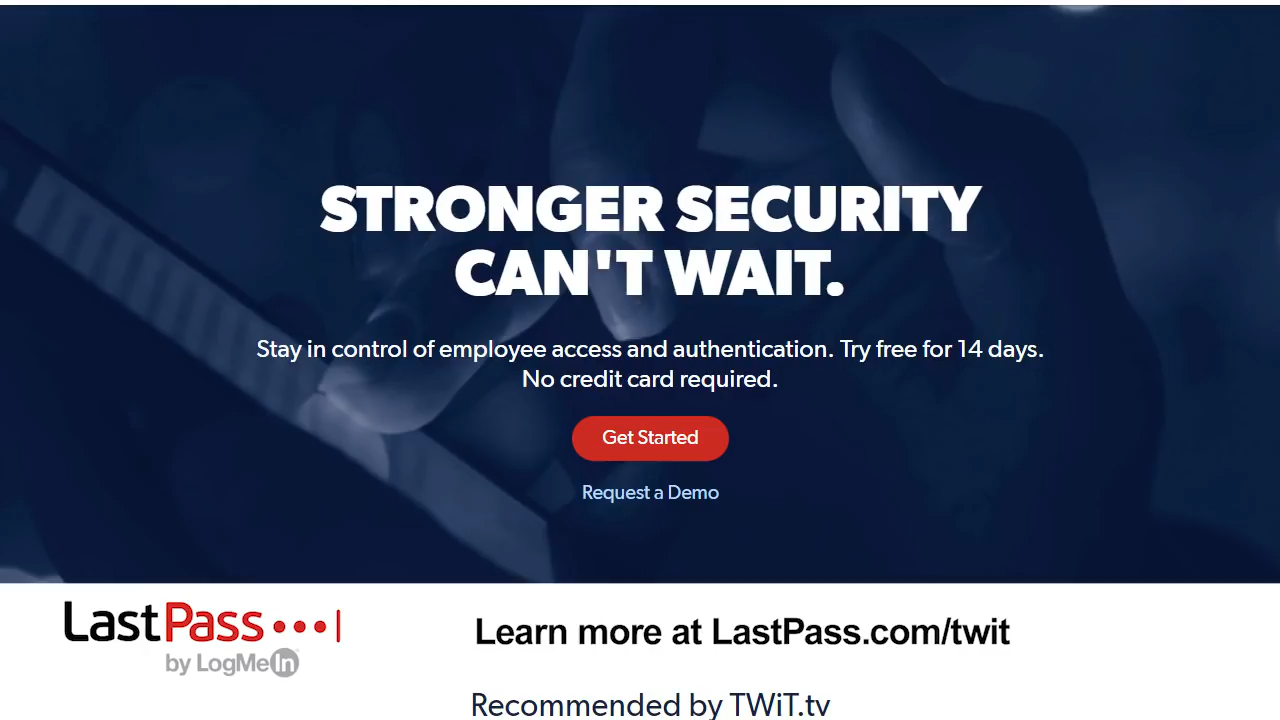 STRONGER SECURITY
CAN'T WAIT.
Stay in control of employee access and authentication. Try free for 14 days.
No credit card required.
Get Started
Request a Demo
LastPass
by LogMeIn
Learn more at LastPass.com/twit
Recommended by TWiT.tv